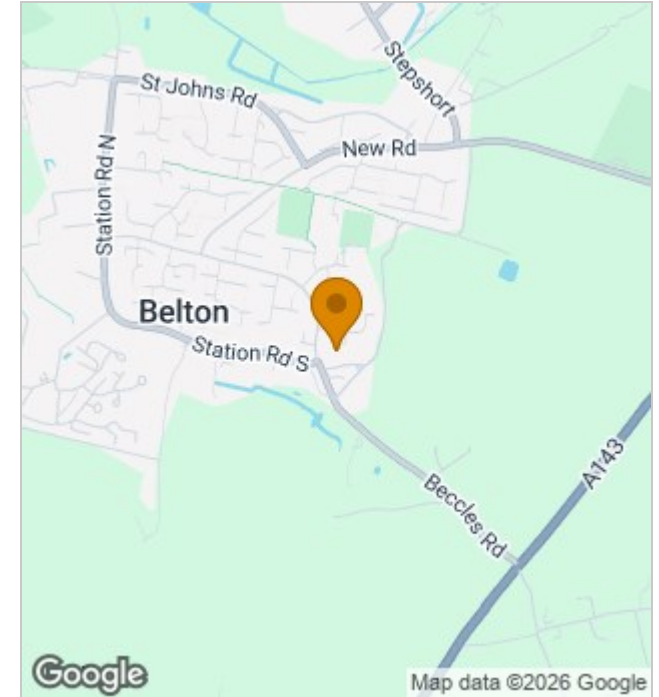 Stepshort
St Johns Rd
New Rd
Station Rd N
Belton
Station Rd S
A143
Beccles Rd
Google
Map data ©2026 Google